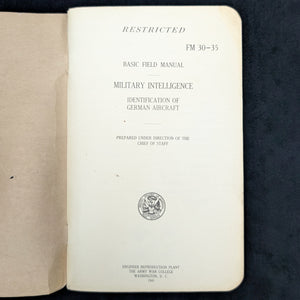 RESTRICTED
FM 30-35
BASIC FIELD MANUAL
MILITARY INTELLIGENCE
IDENTIFICATION OF
GERMAN AIRCRAFT
PREPARED UNDER DIRECTION OF THE
CHIEF OF STAFF
ENGINEER REPRODUCTION PLANT
THE ARMY WAR COLLEGE
WASHINGTON, D. C.